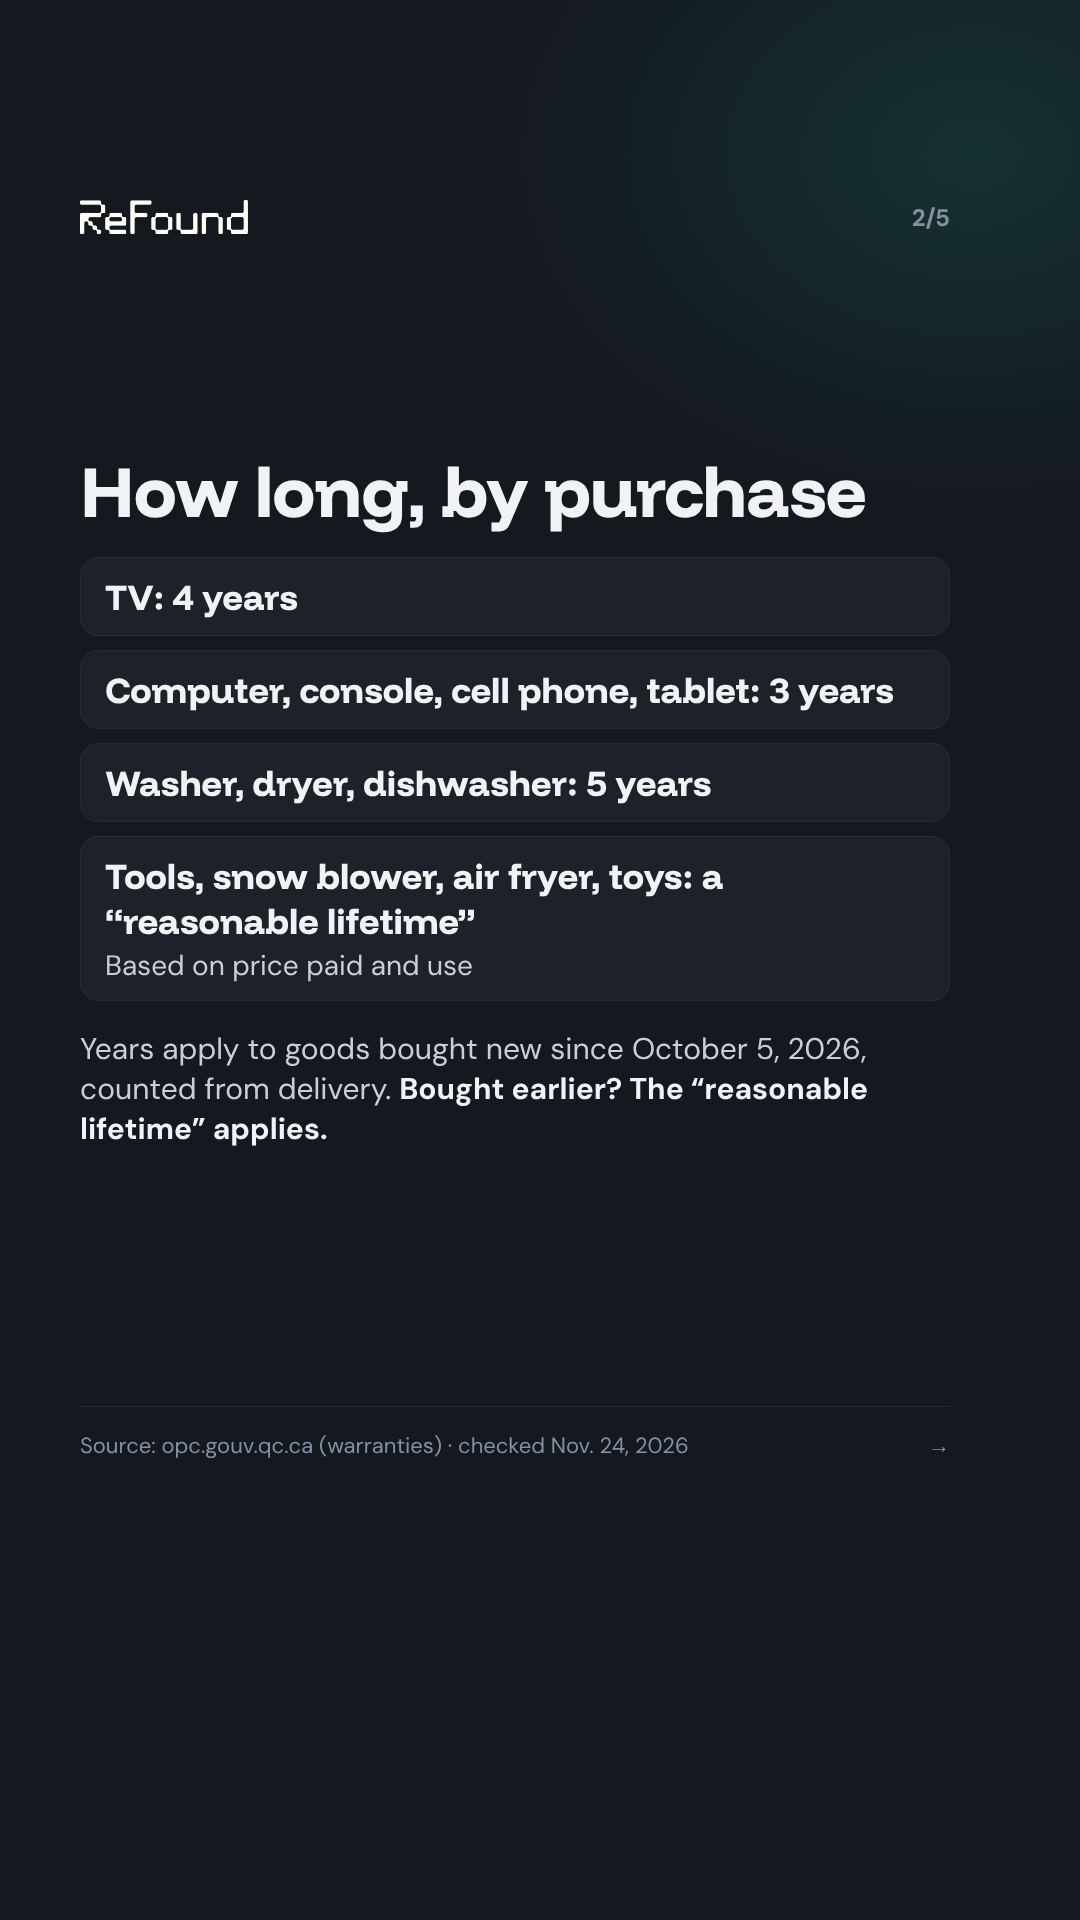 ReFound
2/5
How long, by purchase
TV: 4 years
Computer, console, cell phone, tablet: 3 years
Washer, dryer, dishwasher: 5 years
Tools, snow blower, air fryer, toys: a
“reasonable lifetime”
Based on price paid and use
Years apply to goods bought new since October 5, 2026,
counted from delivery. Bought earlier? The “reasonable
lifetime” applies.
Source: opc.gouv.qc.ca (warranties) · checked Nov. 24, 2026 →